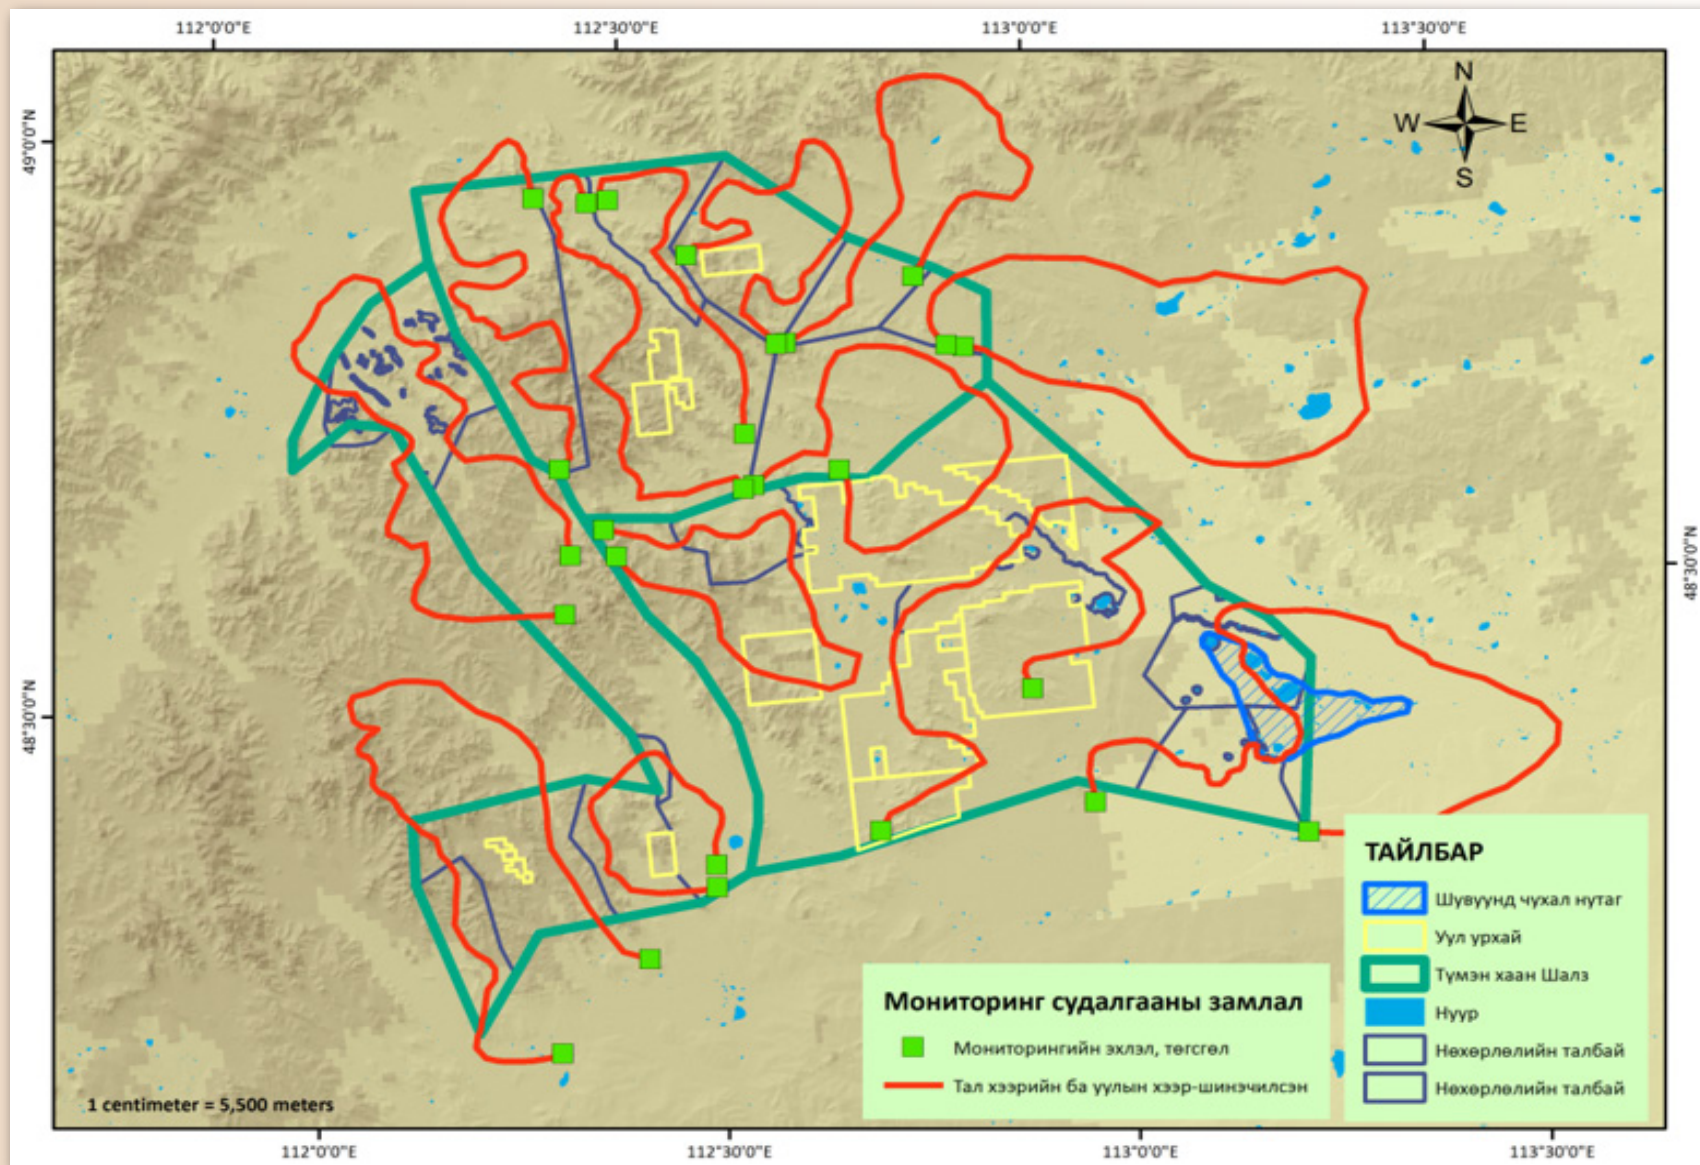 112°0'0"E 112°30'0"E 113°0'0"E 113°30'0"E
N
W E
S
49°0'0"N
48°30'0"N
48°30'0"N
ТАЙЛБАР
Шувуунд чухал нутаг
Уул урхай
Түмэн хаан Шалз
Нуур
Нөхөрлөлийн талбай
Нөхөрлөлийн талбай
Мониторинг судалгааны замлал
Мониторингийн эхлэл, төгсгөл
Тал хээрийн ба уулын хээр-шинэчилсэн
1 centimeter = 5,500 meters
112°0'0"E 112°30'0"E 113°0'0"E 113°30'0"E